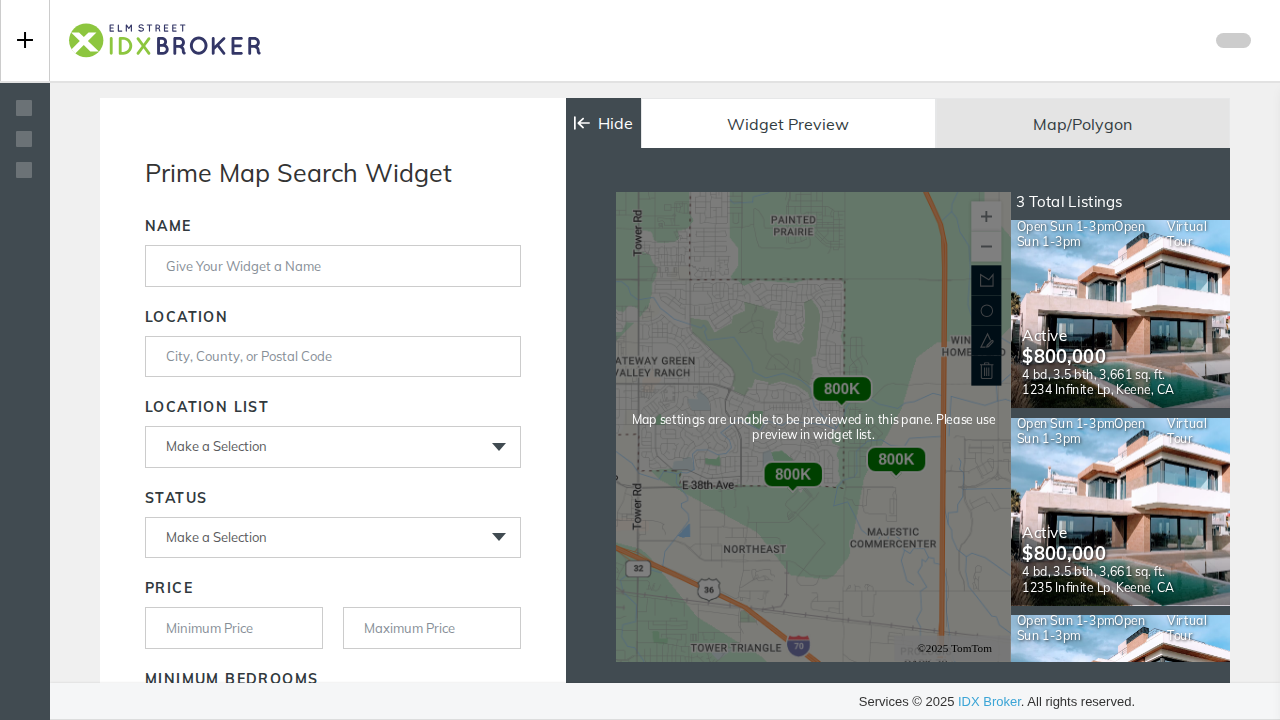 ELM STREET
IDXBROKER
Prime Map Search Widget
NAME
Give Your Widget a Name
LOCATION
City, County, or Postal Code
LOCATION LIST
Make a Selection
STATUS
Make a Selection
PRICE
Minimum Price
Maximum Price
MINIMUM BEDROOMS
Hide
Widget Preview
Map/Polygon
Tower Rd
PAINTED
PRAIRIE
+
−
ATEWAY GREEN
VALLEY RANCH
800K
Map settings are unable to be previewed in this pane. Please use
preview in widget list.
800K
800K
E 38th Ave
Tower Rd
MAJESTIC
COMMERCENTER
NORTHEAST
32
36
TOWER TRIANGLE
70
©2025 TomTom
3 Total Listings
Open Sun 1-3pmOpen
Sun 1-3pm
Virtual
Tour
Active
$800,000
4 bd, 3.5 bth, 3,661 sq. ft.
1234 Infinite Lp, Keene, CA
Open Sun 1-3pmOpen
Sun 1-3pm
Virtual
Tour
Active
$800,000
4 bd, 3.5 bth, 3,661 sq. ft.
1235 Infinite Lp, Keene, CA
Open Sun 1-3pmOpen
Sun 1-3pm
Virtual
Tour
Services © 2025 IDX Broker. All rights reserved.